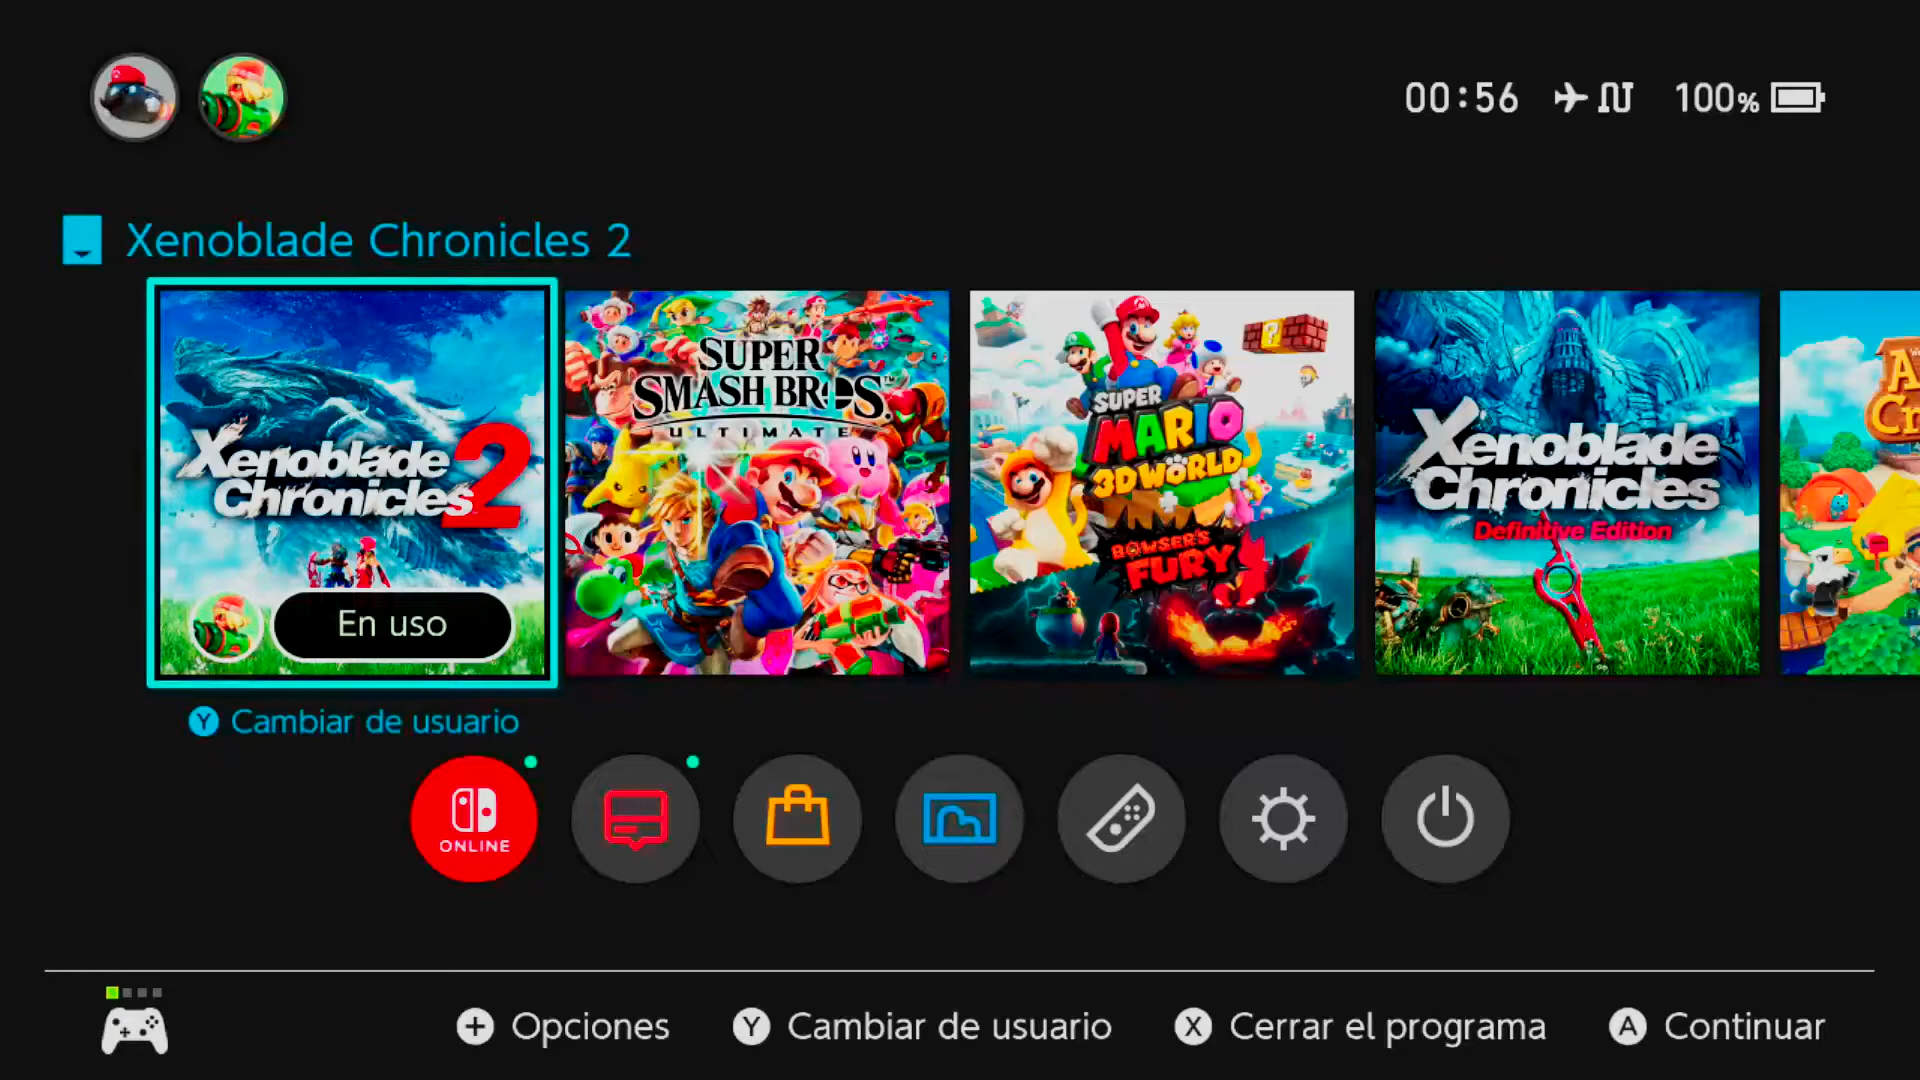 00:56
100%
Xenoblade Chronicles 2
Xenoblade
Chronicles 2
En uso
SUPER
SMASH BROS.™
ULTIMATE
SUPER
MARIO
3D WORLD
BOWSER'S
FURY
Xenoblade
Chronicles
Definitive Edition
Y Cambiar de usuario
ONLINE
+ Opciones
Y Cambiar de usuario
X Cerrar el programa
A Continuar